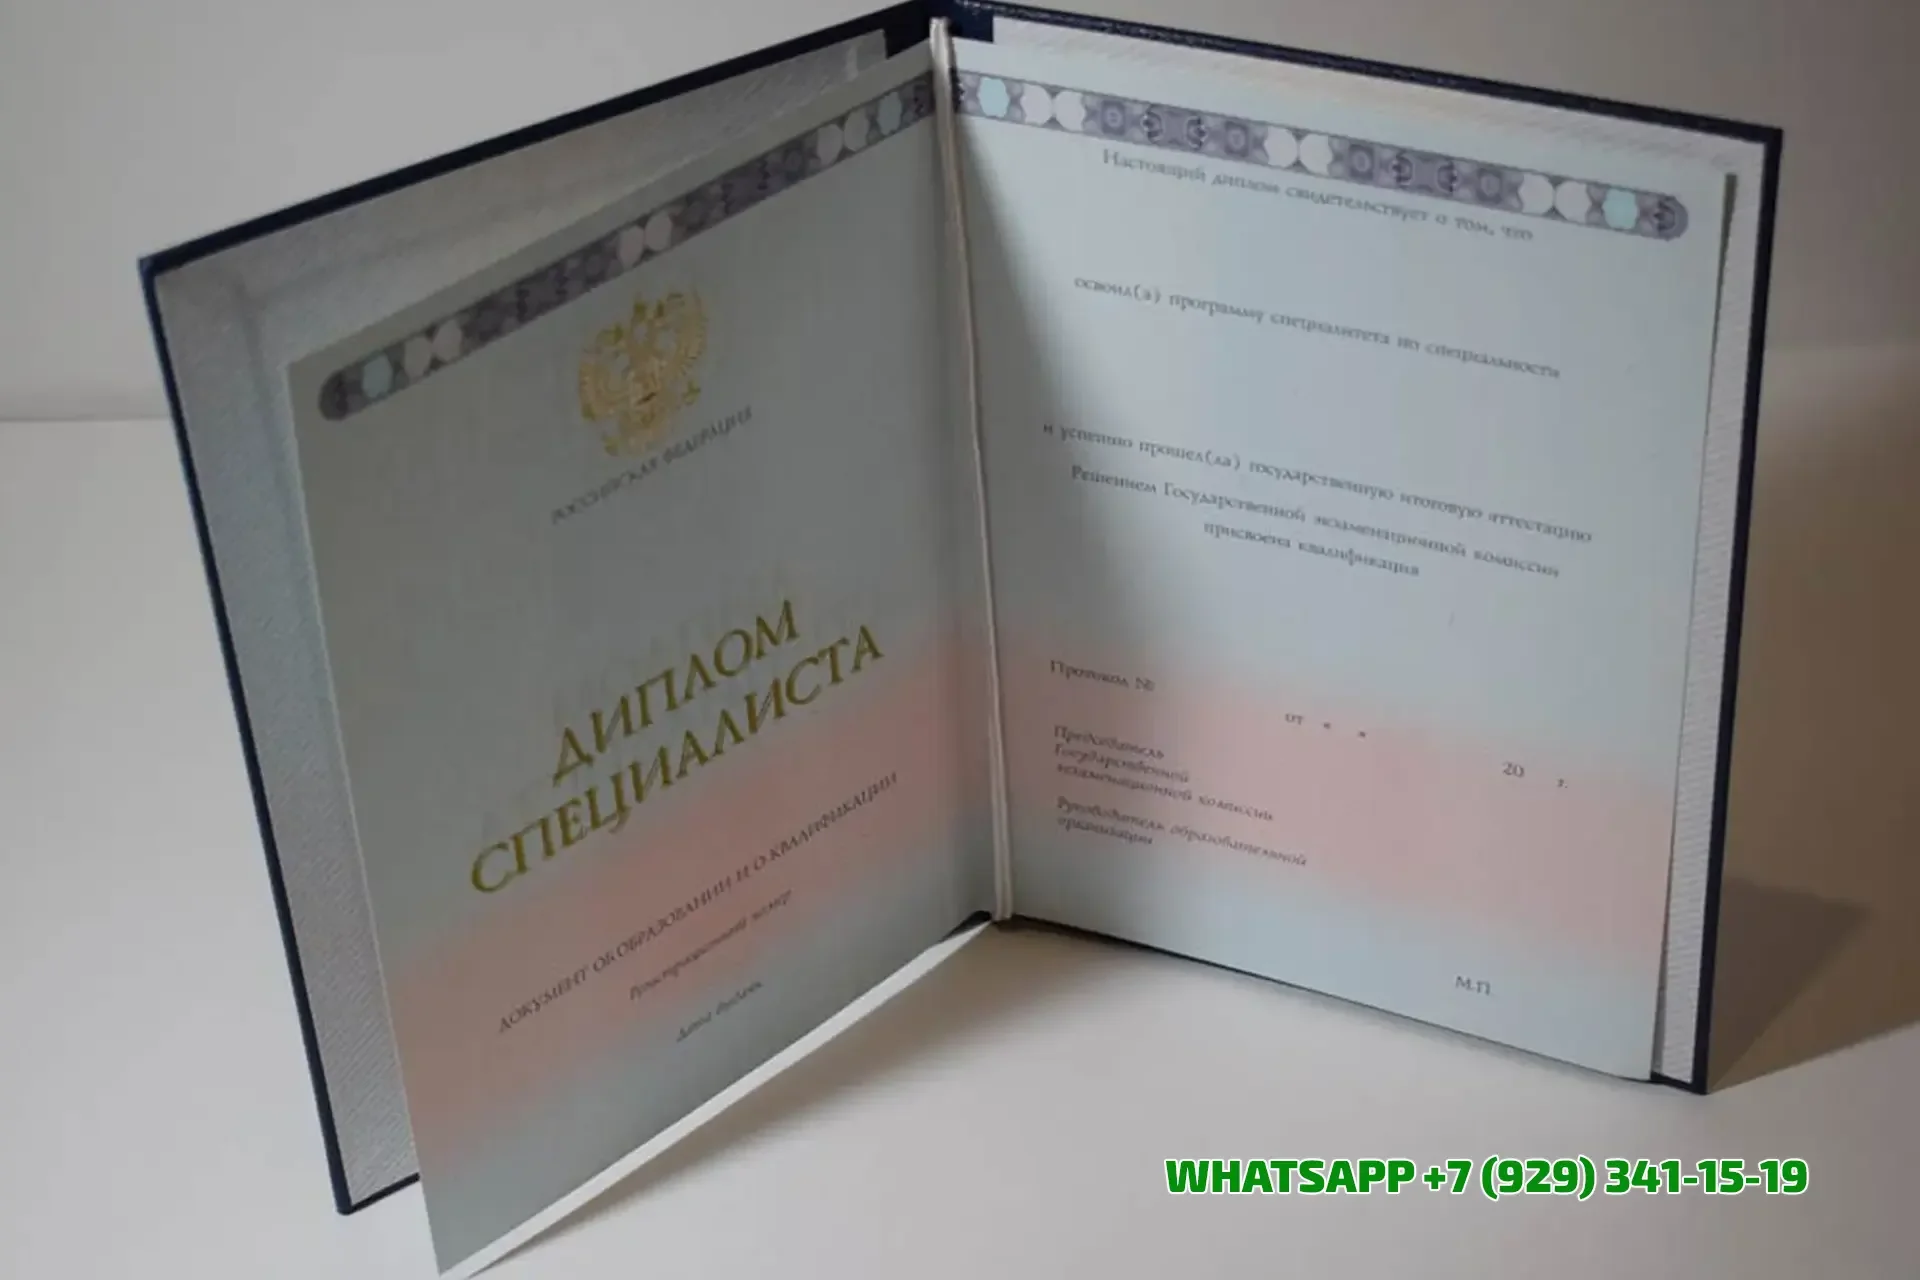 РОССИЙСКАЯ ФЕДЕРАЦИЯ
ДИПЛОМ
СПЕЦИАЛИСТА
ДОКУМЕНТ ОБ ОБРАЗОВАНИИ И О КВАЛИФИКАЦИИ
Регистрационный номер
Дата выдачи
Настоящий диплом свидетельствует о том, что
освоил(а) программу специалитета по специальности
и успешно прошел(ла) государственную итоговую аттестацию
Решением Государственной экзаменационной комиссии
присвоена квалификация
Протокол №
от « »
20 г.
Председатель
Государственной
экзаменационной комиссии
Руководитель образовательной
организации
М.П.
WHATSAPP +7 (929) 341-15-19